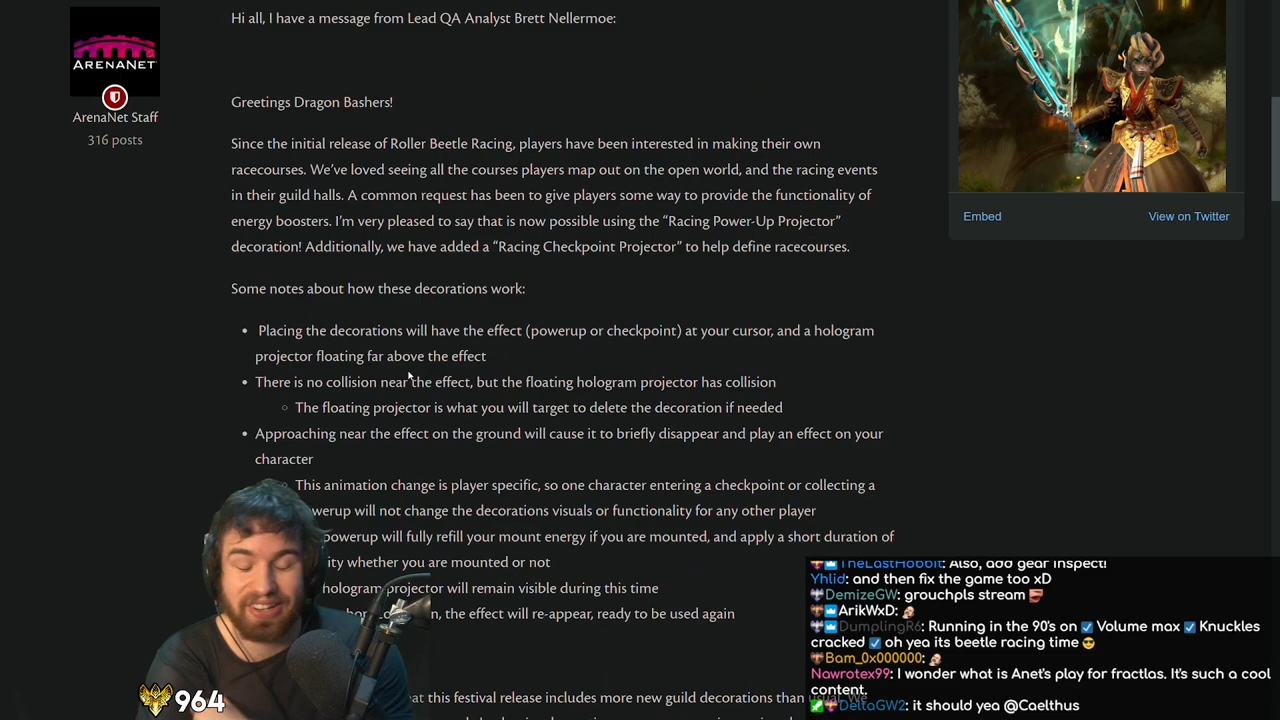 Hi all, I have a message from Lead QA Analyst Brett Nellermoe:
ARENANET
ArenaNet Staff
316 posts
Greetings Dragon Bashers!
Since the initial release of Roller Beetle Racing, players have been interested in making their own
racecourses. We've loved seeing all the courses players map out on the open world, and the racing events
in their guild halls. A common request has been to give players some way to provide the functionality of
energy boosters. I'm very pleased to say that is now possible using the “Racing Power-Up Projector”
decoration! Additionally, we have added a “Racing Checkpoint Projector” to help define racecourses.
Embed
View on Twitter
Some notes about how these decorations work:
• Placing the decorations will have the effect (powerup or checkpoint) at your cursor, and a hologram
projector floating far above the effect
• There is no collision near the effect, but the floating hologram projector has collision
○ The floating projector is what you will target to delete the decoration if needed
• Approaching near the effect on the ground will cause it to briefly disappear and play an effect on your
character
This animation change is player specific, so one character entering a checkpoint or collecting a
will not change the decorations visuals or functionality for any other player
powerup will fully refill your mount energy if you are mounted, and apply a short duration of
whether you are mounted or not
hologram projector will remain visible during this time
the effect will re-appear, ready to be used again
this festival release includes more new guild decorations than
964
TheLastHobbit: Also, add gear inspect!
Yhlid: and then fix the game too xD
DemizeGW: grouchpls stream
ArikWxD:
DumplingR6: Running in the 90's on ☑ Volume max ☑ Knuckles
cracked ☑ oh yea its beetle racing time 😎
Bam_0x000000:
Nawrotex99: I wonder what is Anet's play for fractlas. It's such a cool
content.
DeltaGW2: it should yea @Caelthus